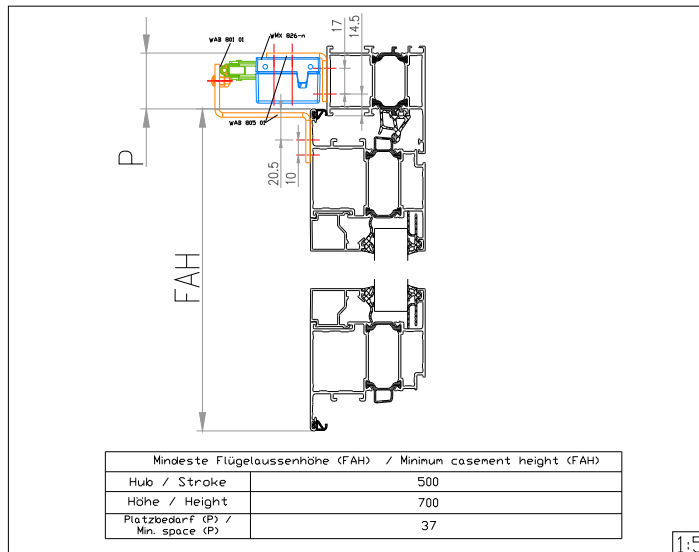 WAB 801 01
WMX 826-n
17
14.5
WAB 805 01
P
20.5
10
FAH
Mindeste Flügelaussenhöhe (FAH) / Minimum casement height (FAH)
Hub / Stroke 500
Höhe / Height 700
Platzbedarf (P) /
Min. space (P) 37
1:5